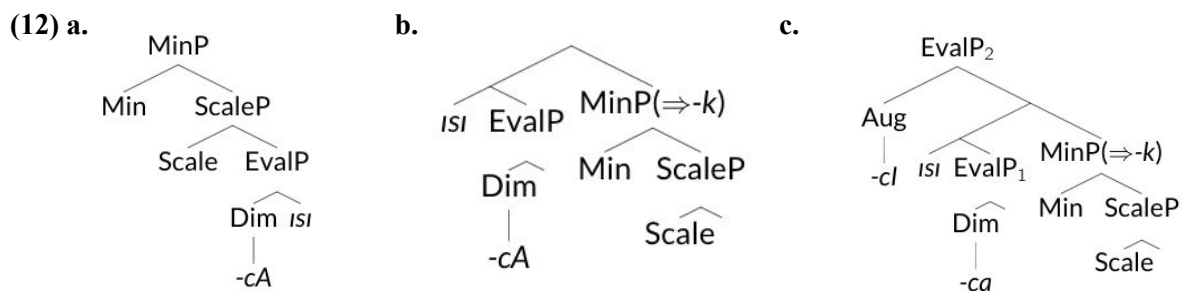 (12) a.
MinP
Min ScaleP
Scale EvalP
Dim ısı
-cA
b.
ısı EvalP MinP(⇒-k)
Dim Min ScaleP
Scale
-cA
c.
EvalP₂
Aug
-cI ısı EvalP₁ MinP(⇒-k)
Dim Min ScaleP
Scale
-ca